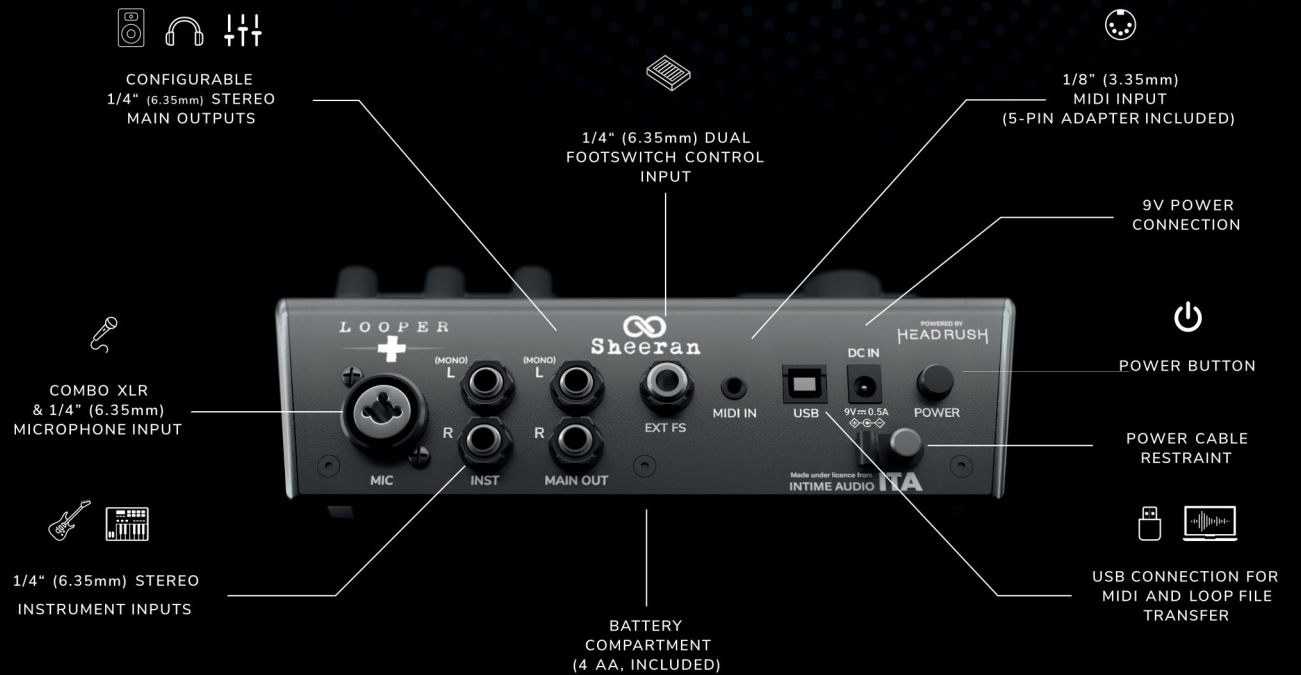 CONFIGURABLE
1/4“ (6.35mm) STEREO
MAIN OUTPUTS
1/4“ (6.35mm) DUAL
FOOTSWITCH CONTROL
INPUT
1/8” (3.35mm)
MIDI INPUT
(5-PIN ADAPTER INCLUDED)
9V POWER
CONNECTION
POWER BUTTON
POWER CABLE
RESTRAINT
USB CONNECTION FOR
MIDI AND LOOP FILE
TRANSFER
COMBO XLR
& 1/4” (6.35mm)
MICROPHONE INPUT
1/4“ (6.35mm) STEREO
INSTRUMENT INPUTS
BATTERY
COMPARTMENT
(4 AA, INCLUDED)
LOOPER
+
Sheeran
POWERED BY
HEADRUSH
(MONO)
L
(MONO)
L
R
R
MIC
INST
MAIN OUT
EXT FS
MIDI IN
USB
DC IN
9V⎓0.5A
POWER
Made under licence from
INTIME AUDIO ITA